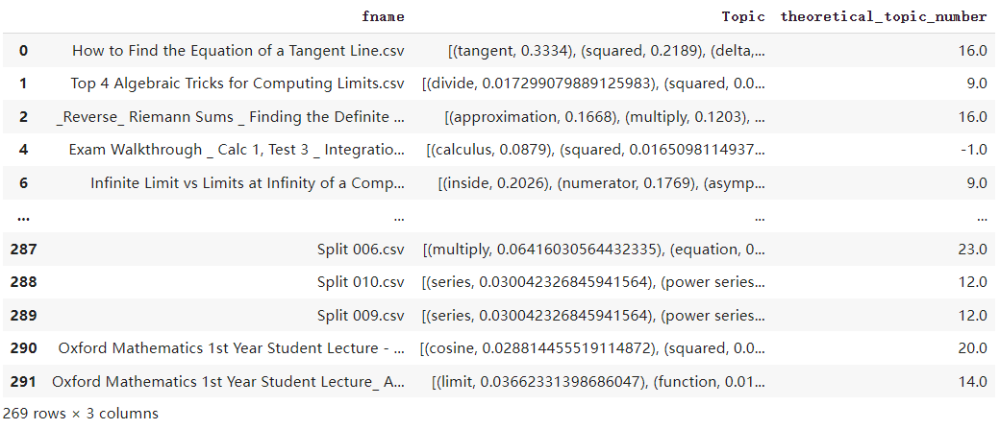 fname Topic theoretical_topic_number
0 How to Find the Equation of a Tangent Line.csv [(tangent, 0.3334), (squared, 0.2189), (delta,... 16.0
1 Top 4 Algebraic Tricks for Computing Limits.csv [(divide, 0.017299079889125983), (squared, 0.0... 9.0
2 _Reverse_ Riemann Sums _ Finding the Definite ... [(approximation, 0.1668), (multiply, 0.1203), ... 16.0
4 Exam Walkthrough _ Calc 1, Test 3 _ Integratio... [(calculus, 0.0879), (squared, 0.0165098114937... -1.0
6 Infinite Limit vs Limits at Infinity of a Comp... [(inside, 0.2026), (numerator, 0.1769), (asymp... 9.0
... ... ... ...
287 Split 006.csv [(multiply, 0.06416030564432335), (equation, 0... 23.0
288 Split 010.csv [(series, 0.030042326845941564), (power series... 12.0
289 Split 009.csv [(series, 0.030042326845941564), (power series... 12.0
290 Oxford Mathematics 1st Year Student Lecture - ... [(cosine, 0.028814455519114872), (squared, 0.0... 20.0
291 Oxford Mathematics 1st Year Student Lecture_ A... [(limit, 0.03662331398686047), (function, 0.01... 14.0
269 rows × 3 columns